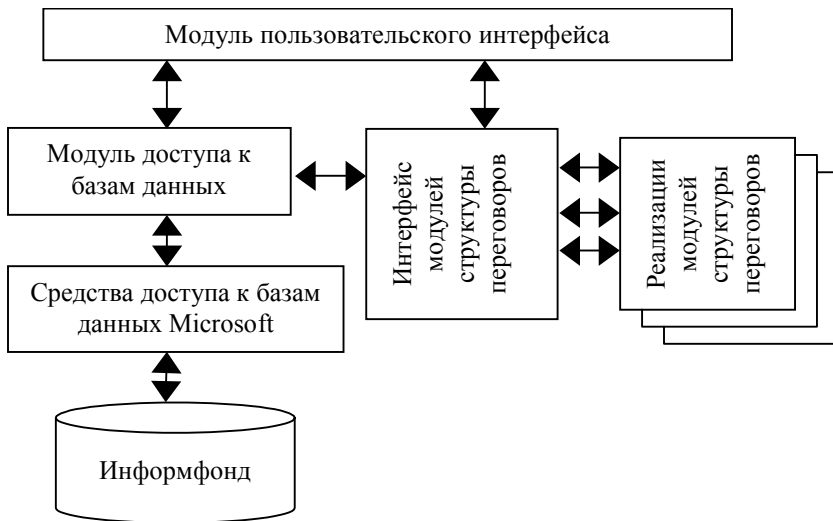 Модуль пользовательского интерфейса
Модуль доступа к
базам данных
Интерфейс
модулей
структуры
переговоров
Реализации
модулей
структуры
переговоров
Средства доступа к базам
данных Microsoft
Информфонд